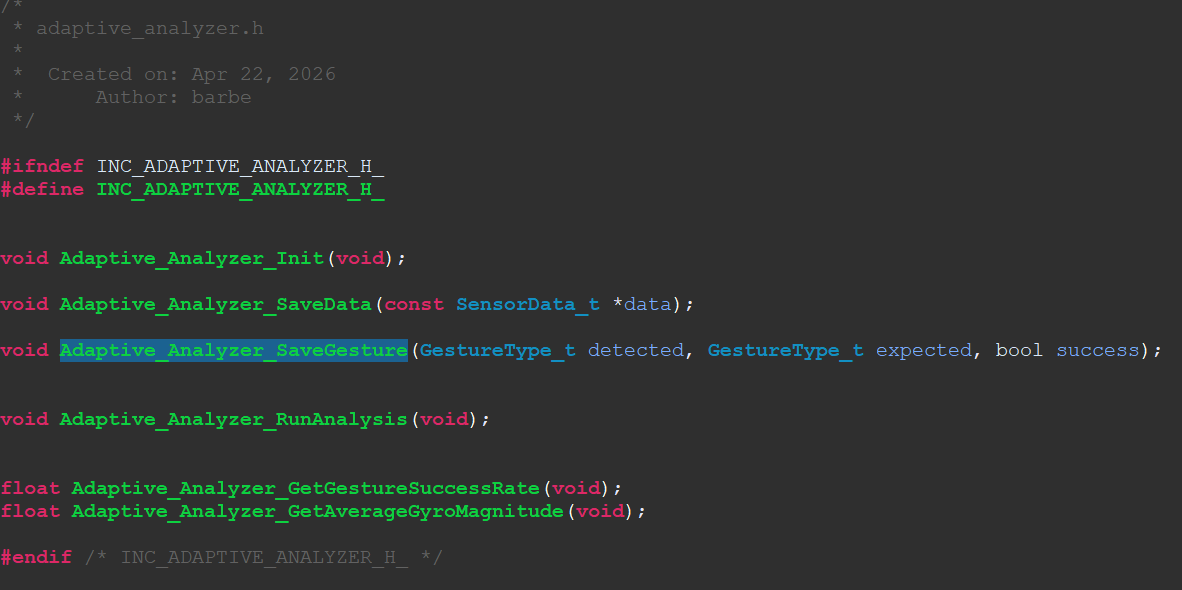 /*
 * adaptive_analyzer.h
 *
 *  Created on: Apr 22, 2026
 *      Author: barbe
 */
#ifndef INC_ADAPTIVE_ANALYZER_H_
#define INC_ADAPTIVE_ANALYZER_H_
void Adaptive_Analyzer_Init(void);
void Adaptive_Analyzer_SaveData(const SensorData_t *data);
void Adaptive_Analyzer_SaveGesture(GestureType_t detected, GestureType_t expected, bool success);
void Adaptive_Analyzer_RunAnalysis(void);
float Adaptive_Analyzer_GetGestureSuccessRate(void);
float Adaptive_Analyzer_GetAverageGyroMagnitude(void);
#endif /* INC_ADAPTIVE_ANALYZER_H_ */